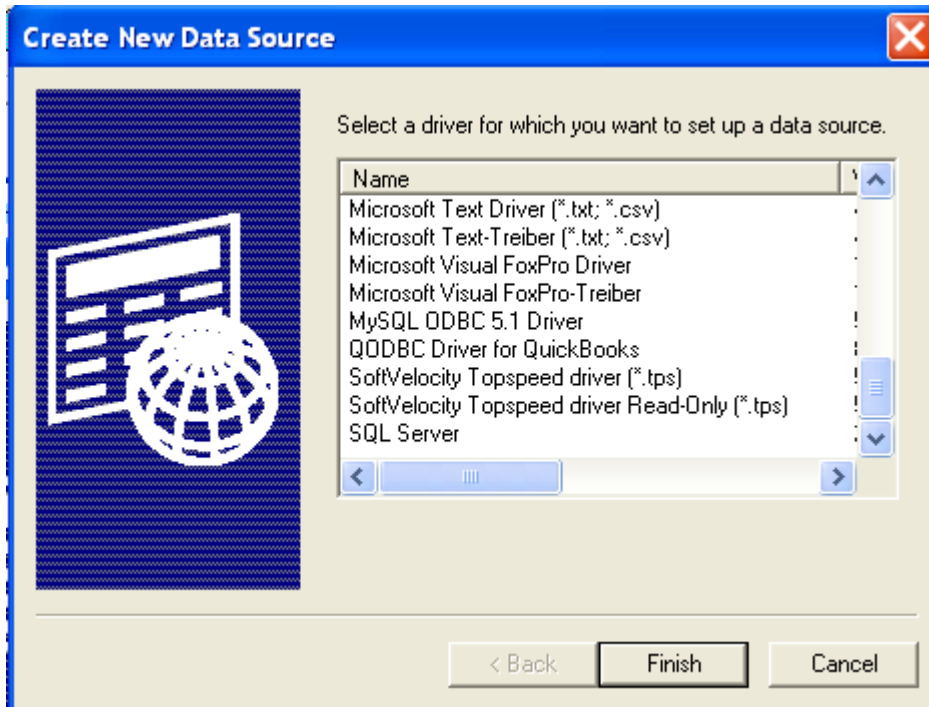 Create New Data Source
Select a driver for which you want to set up a data source.
Name
Microsoft Text Driver (*.txt; *.csv)
Microsoft Text-Treiber (*.txt; *.csv)
Microsoft Visual FoxPro Driver
Microsoft Visual FoxPro-Treiber
MySQL ODBC 5.1 Driver
QODBC Driver for QuickBooks
SoftVelocity Topspeed driver (*.tps)
SoftVelocity Topspeed driver Read-Only (*.tps)
SQL Server
< Back Finish Cancel